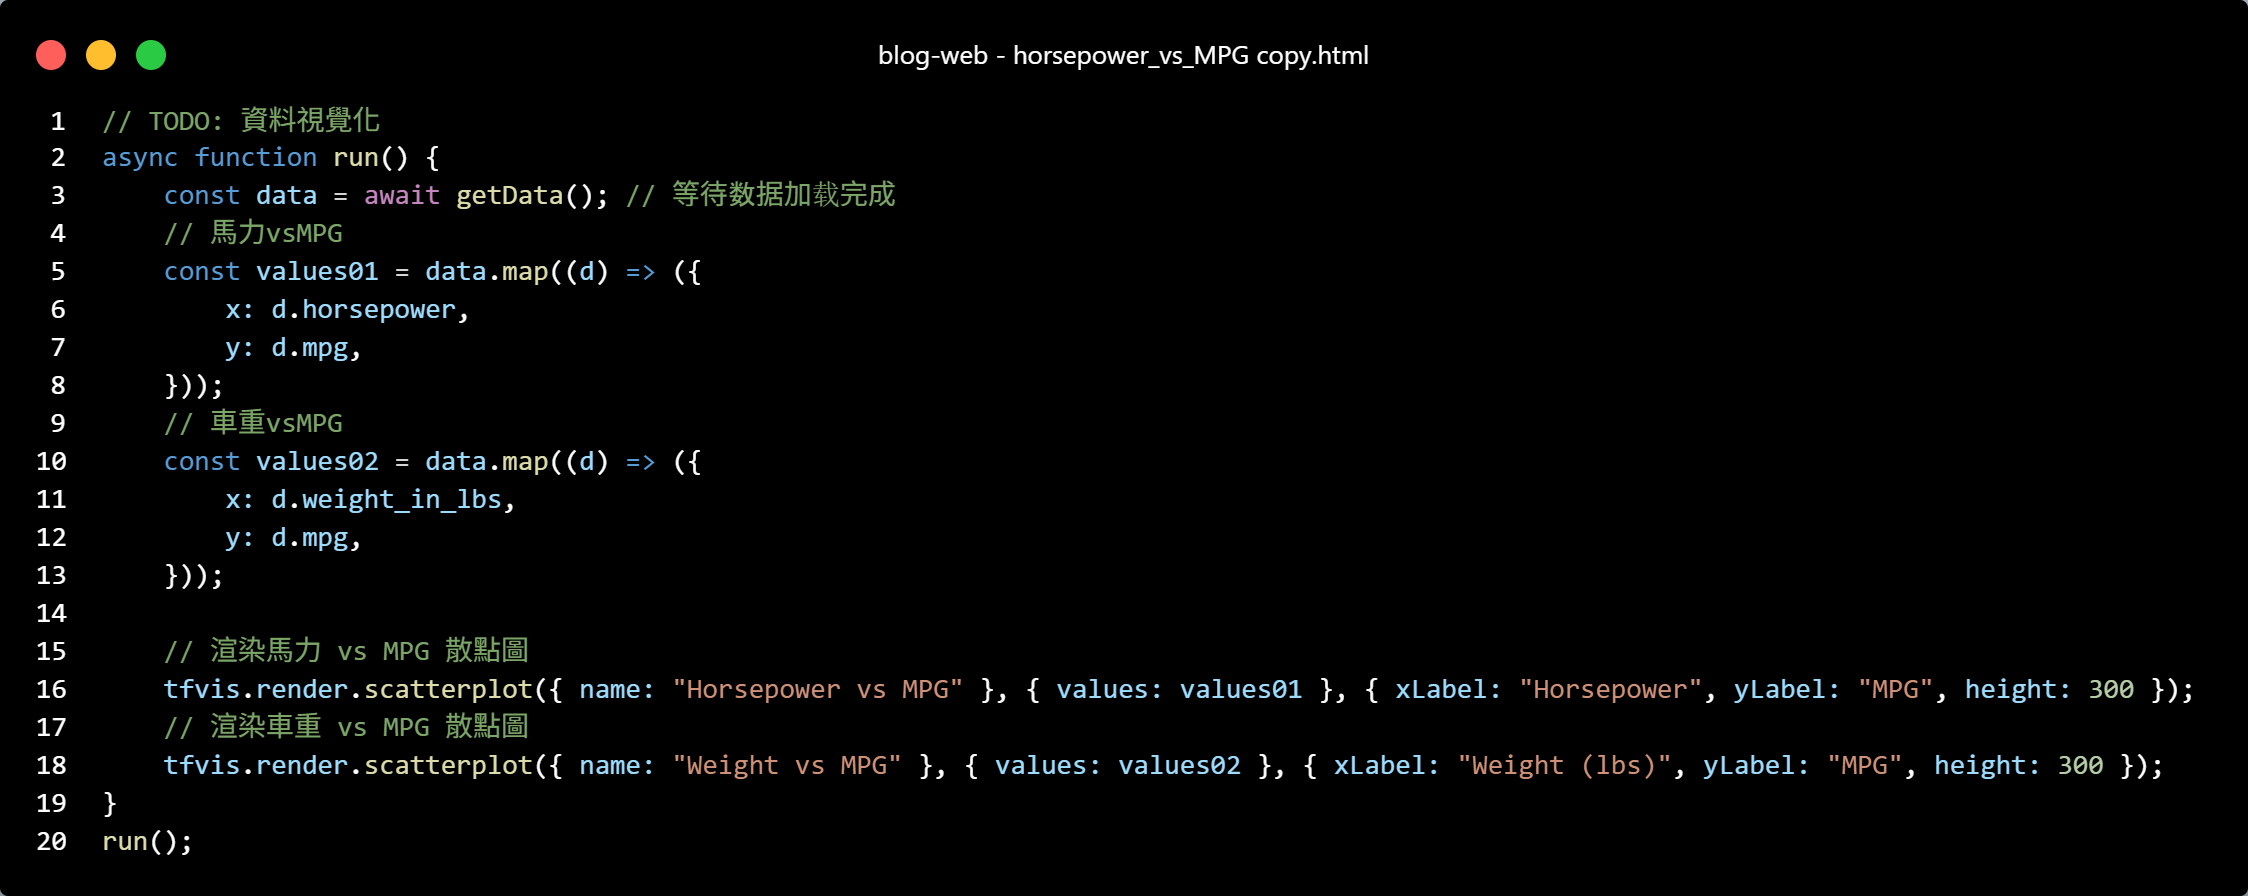 blog-web - horsepower_vs_MPG copy.html
1 // TODO: 資料視覺化
2 async function run() {
3     const data = await getData(); // 等待数据加载完成
4     // 馬力vsMPG
5     const values01 = data.map((d) => ({
6         x: d.horsepower,
7         y: d.mpg,
8     }));
9     // 車重vsMPG
10     const values02 = data.map((d) => ({
11         x: d.weight_in_lbs,
12         y: d.mpg,
13     }));
14
15     // 渲染馬力 vs MPG 散點圖
16     tfvis.render.scatterplot({ name: "Horsepower vs MPG" }, { values: values01 }, { xLabel: "Horsepower", yLabel: "MPG", height: 300 });
17     // 渲染車重 vs MPG 散點圖
18     tfvis.render.scatterplot({ name: "Weight vs MPG" }, { values: values02 }, { xLabel: "Weight (lbs)", yLabel: "MPG", height: 300 });
19 }
20 run();